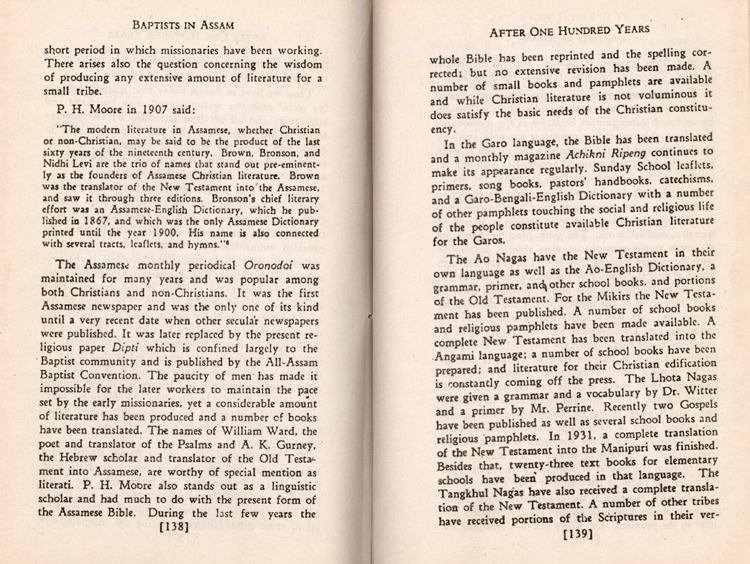 BAPTISTS IN ASSAM
short period in which missionaries have been working.
There arises also the question concerning the wisdom
of producing any extensive amount of literature for a
small tribe.
P. H. Moore in 1907 said:
"The modern literature in Assamese, whether Christian
or non-Christian, may be said to be the product of the last
sixty years of the nineteenth century. Brown, Bronson, and
Nidhi Levi are the trio of names that stand out pre-eminent-
ly as the founders of Assamese Christian literature. Brown
was the translator of the New Testament into the Assamese,
and saw it through three editions. Bronson's chief literary
effort was an Assamese-English Dictionary, which he pub-
lished in 1867, and which was the only Assamese Dictionary
printed until the year 1900. His name is also connected
with several tracts, leaflets, and hymns."⁶
The Assamese monthly periodical Oronodoi was
maintained for many years and was popular among
both Christians and non-Christians. It was the first
Assamese newspaper and was the only one of its kind
until a very recent date when other secular newspapers
were published. It was later replaced by the present re-
ligious paper Dipti which is confined largely to the
Baptist community and is published by the All-Assam
Baptist Convention. The paucity of men has made it
impossible for the later workers to maintain the pace
set by the early missionaries, yet a considerable amount
of literature has been produced and a number of books
have been translated. The names of William Ward, the
poet and translator of the Psalms and A. K. Gurney,
the Hebrew scholar and translator of the Old Testa-
ment into Assamese, are worthy of special mention as
literati. P. H. Moore also stands out as a linguistic
scholar and had much to do with the present form of
the Assamese Bible. During the last few years the
[138]
AFTER ONE HUNDRED YEARS
whole Bible has been reprinted and the spelling cor-
rected; but no extensive revision has been made. A
number of small books and pamphlets are available
and while Christian literature is not voluminous it
does satisfy the basic needs of the Christian constitu-
ency.
In the Garo language, the Bible has been translated
and a monthly magazine Achikni Ripeng continues to
make its appearance regularly. Sunday School leaflets,
primers, song books, pastors' handbooks, catechisms,
and a Garo-Bengali-English Dictionary with a number
of other pamphlets touching the social and religious life
of the people constitute available Christian literature
for the Garos.
The Ao Nagas have the New Testament in their
own language as well as the Ao-English Dictionary, a
grammar, primer, and other school books, and portions
of the Old Testament. For the Mikirs the New Testa-
ment has been published. A number of school books
and religious pamphlets have been made available. A
complete New Testament has been translated into the
Angami language; a number of school books have been
prepared; and literature for their Christian edification
is constantly coming off the press. The Lhota Nagas
were given a grammar and a vocabulary by Dr. Witter
and a primer by Mr. Perrine. Recently two Gospels
have been published as well as several school books and
religious pamphlets. In 1931, a complete translation
of the New Testament into the Manipuri was finished.
Besides that, twenty-three text books for elementary
schools have been produced in that language. The
Tangkhul Nagas have also received a complete transla-
tion of the New Testament. A number of other tribes
have received portions of the Scriptures in their ver-
[139]